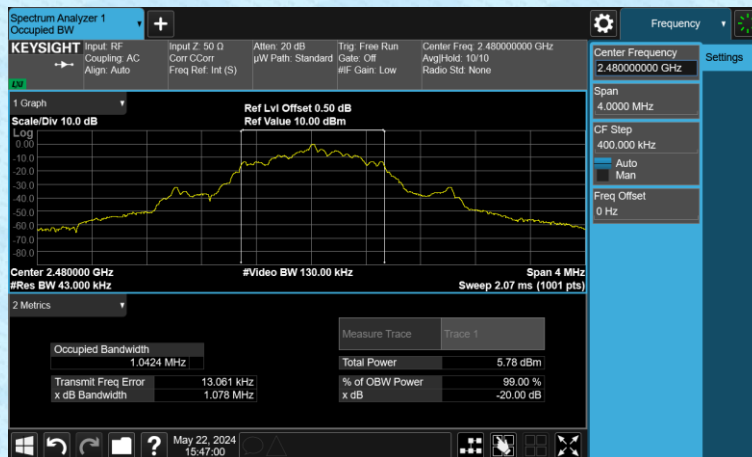 Spectrum Analyzer 1
Occupied BW
+
Frequency
KEYSIGHT
Input: RF
Coupling: AC
Align: Auto
Input Z: 50 Ω
Corr CCorr
Freq Ref: Int (S)
Atten: 20 dB
µW Path: Standard
Trig: Free Run
Gate: Off
#IF Gain: Low
Center Freq: 2.480000000 GHz
Avg|Hold: 10/10
Radio Std: None
LXI
Center Frequency
2.480000000 GHz
Settings
Span
4.0000 MHz
CF Step
400.000 kHz
Auto
Man
Freq Offset
0 Hz
1 Graph
Scale/Div 10.0 dB
Ref Lvl Offset 0.50 dB
Ref Value 10.00 dBm
Log
0.00
-10.0
-20.0
-30.0
-40.0
-50.0
-60.0
-70.0
-80.0
Center 2.480000 GHz
#Video BW 130.00 kHz
Span 4 MHz
#Res BW 43.000 kHz
Sweep 2.07 ms (1001 pts)
2 Metrics
Measure Trace
Trace 1
Occupied Bandwidth
1.0424 MHz
Total Power
5.78 dBm
Transmit Freq Error
13.061 kHz
% of OBW Power
99.00 %
x dB Bandwidth
1.078 MHz
x dB
-20.00 dB
?
May 22, 2024
15:47:00